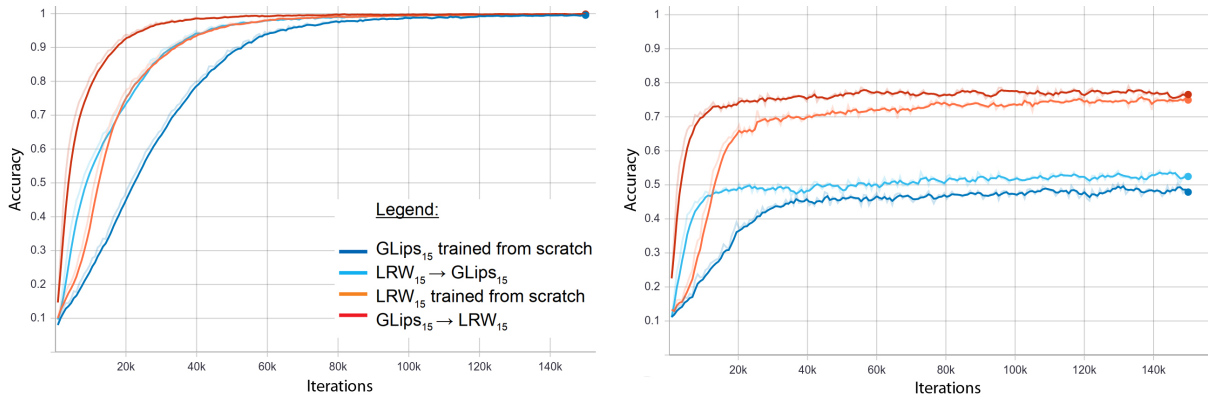 1
0.9
0.8
0.7
0.6
0.5
0.4
0.3
0.2
0.1
Accuracy
20k 40k 60k 80k 100k 120k 140k
Iterations
Legend:
GLips15 trained from scratch
LRW15 → GLips15
LRW15 trained from scratch
GLips15 → LRW15
1
0.9
0.8
0.7
0.6
0.5
0.4
0.3
0.2
0.1
Accuracy
20k 40k 60k 80k 100k 120k 140k
Iterations